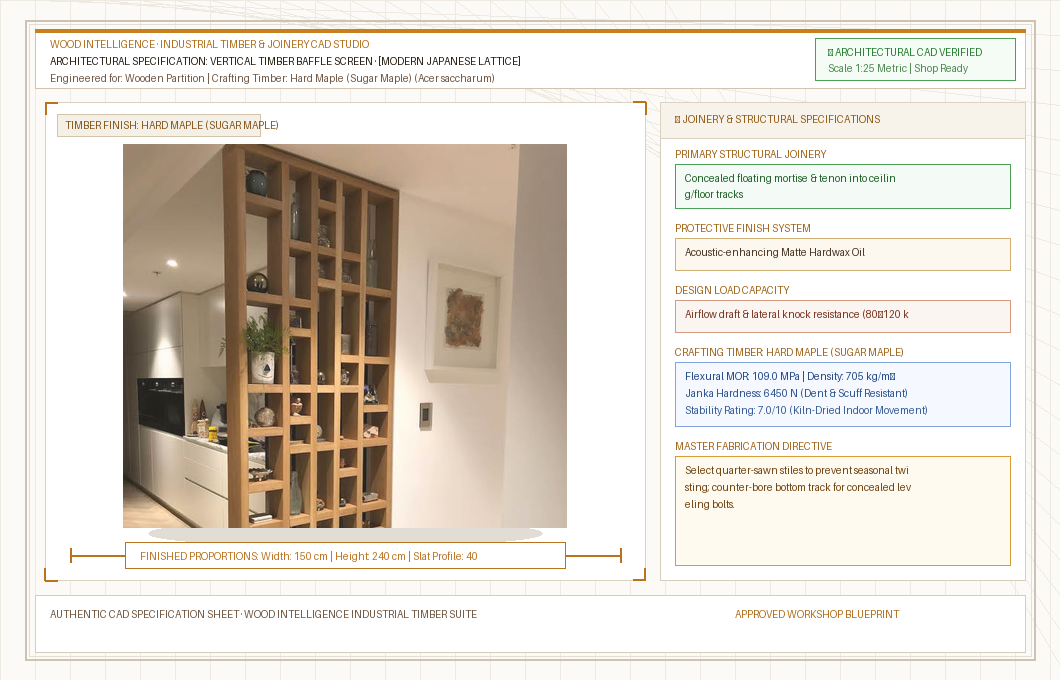 WOOD INTELLIGENCE · INDUSTRIAL TIMBER & JOINERY CAD STUDIO
ARCHITECTURAL SPECIFICATION: VERTICAL TIMBER BAFFLE SCREEN · [MODERN JAPANESE LATTICE]
Engineered for: Wooden Partition | Crafting Timber: Hard Maple (Sugar Maple) (Acer saccharum)
ARCHITECTURAL CAD VERIFIED
Scale 1:25 Metric | Shop Ready
TIMBER FINISH: HARD MAPLE (SUGAR MAPLE)
FINISHED PROPORTIONS: Width: 150 cm | Height: 240 cm | Slat Profile: 40
JOINERY & STRUCTURAL SPECIFICATIONS
PRIMARY STRUCTURAL JOINERY
Concealed floating mortise & tenon into ceilin
g/floor tracks
PROTECTIVE FINISH SYSTEM
Acoustic-enhancing Matte Hardwax Oil
DESIGN LOAD CAPACITY
Airflow draft & lateral knock resistance (80□120 k
CRAFTING TIMBER: HARD MAPLE (SUGAR MAPLE)
Flexural MOR: 109.0 MPa | Density: 705 kg/m□
Janka Hardness: 6450 N (Dent & Scuff Resistant)
Stability Rating: 7.0/10 (Kiln-Dried Indoor Movement)
MASTER FABRICATION DIRECTIVE
Select quarter-sawn stiles to prevent seasonal twi
sting; counter-bore bottom track for concealed lev
eling bolts.
AUTHENTIC CAD SPECIFICATION SHEET · WOOD INTELLIGENCE INDUSTRIAL TIMBER SUITE
APPROVED WORKSHOP BLUEPRINT